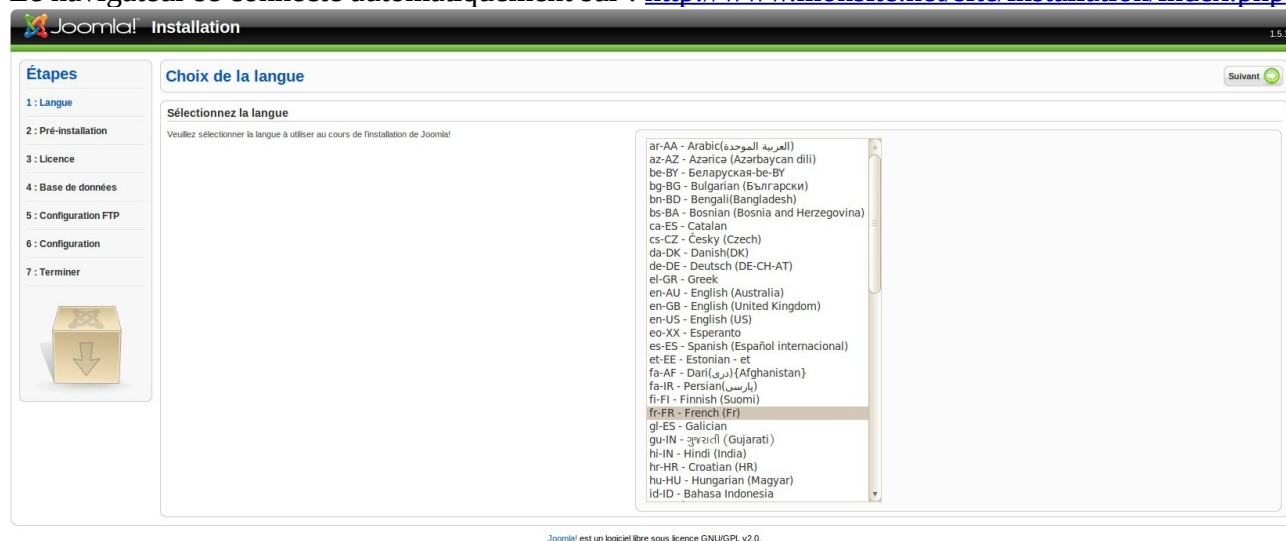 Le navigateur se connecte automatiquement sur : http://www.monsite.net/site/installation/index.php
Joomla! Installation
1.5.
Étapes
1 : Langue
2 : Pré-installation
3 : Licence
4 : Base de données
5 : Configuration FTP
6 : Configuration
7 : Terminer
Choix de la langue
Suivant
Sélectionnez la langue
Veuillez sélectionner la langue à utiliser au cours de l'installation de Joomla!
ar-AA - Arabic(العربية الموحدة)
az-AZ - Azəricə (Azərbaycan dili)
be-BY - Беларуская-be-BY
bg-BG - Bulgarian (Български)
bn-BD - Bengali(Bangladesh)
bs-BA - Bosnian (Bosnia and Herzegovina)
ca-ES - Catalan
cs-CZ - Česky (Czech)
da-DK - Danish(DK)
de-DE - Deutsch (DE-CH-AT)
el-GR - Greek
en-AU - English (Australia)
en-GB - English (United Kingdom)
en-US - English (US)
eo-XX - Esperanto
es-ES - Spanish (Español internacional)
et-EE - Estonian - et
fa-AF - Dari(دری){Afghanistan}
fa-IR - Persian(پارسی)
fi-FI - Finnish (Suomi)
fr-FR - French (Fr)
gl-ES - Galician
gu-IN - ગુજરાતી (Gujarati)
hi-IN - Hindi (India)
hr-HR - Croatian (HR)
hu-HU - Hungarian (Magyar)
id-ID - Bahasa Indonesia
Joomla! est un logiciel libre sous licence GNU/GPL v2.0.